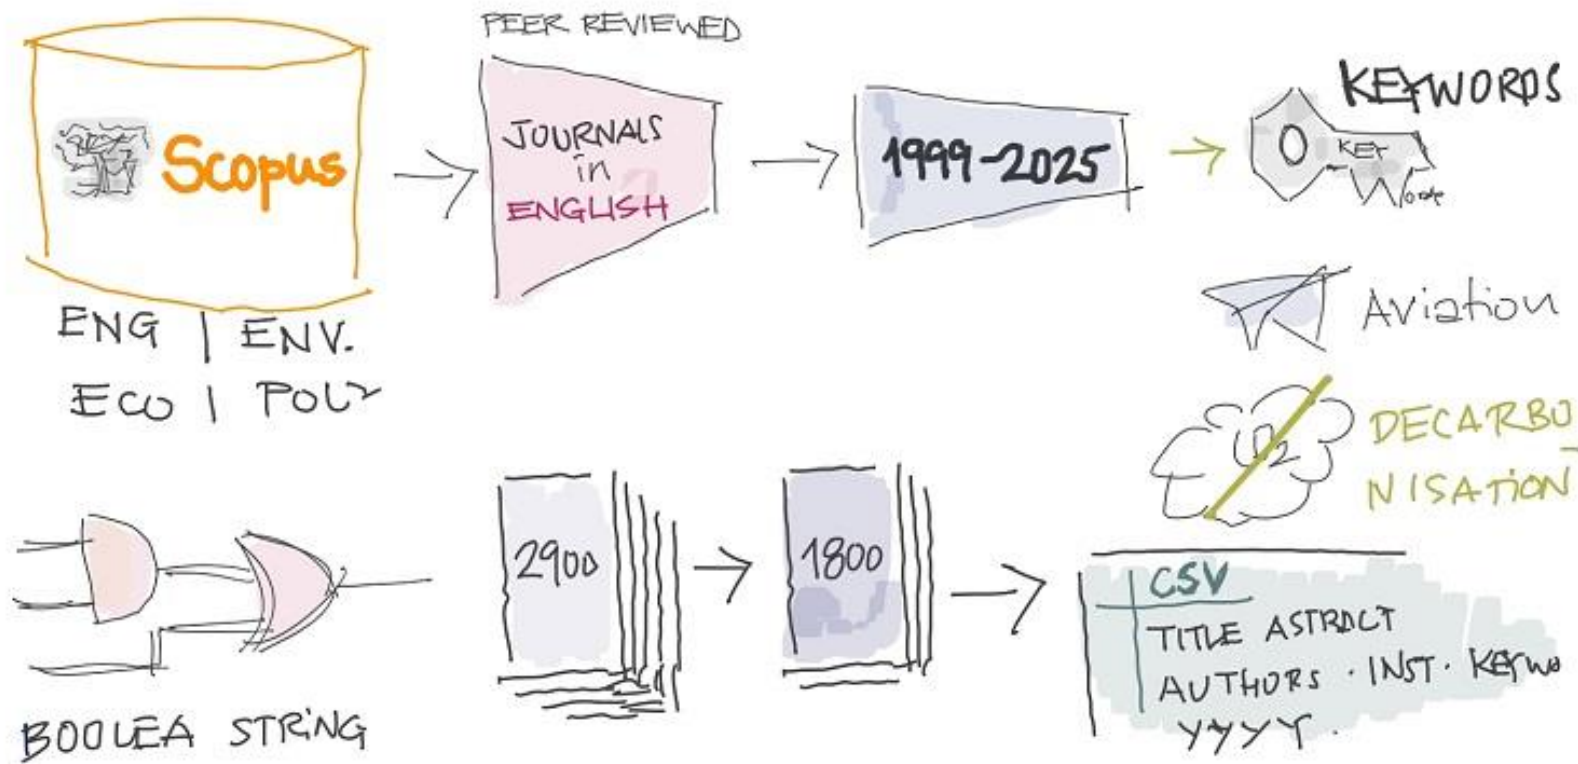 PEER REVIEWED
Scopus
JOURNALS
in
ENGLISH
1999-2025
KEYWORDS
KEY
ENG | ENV.
ECO | POLY
Aviation
DECARBO
NISATION
2900
1800
CSV
TITLE ASTRACT
AUTHORS · INST. KEYWO
YYYY.
BOOLEA STRING